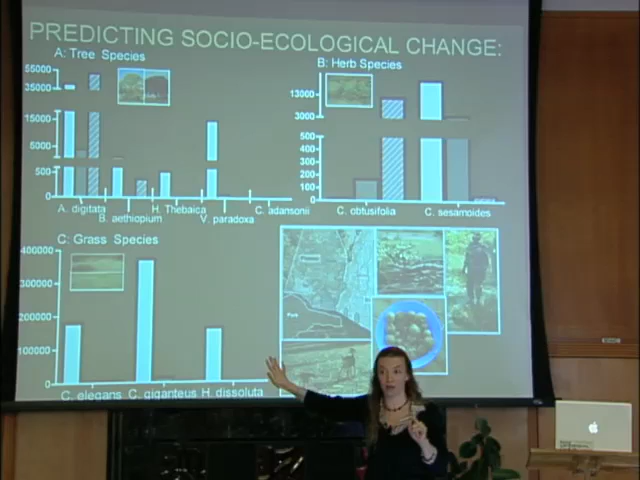 PREDICTING SOCIO-ECOLOGICAL CHANGE:
A: Tree Species
55000
35000
15000
5000
500
0
A. digitata
B. aethiopium
H. Thebaica
V. paradoxa
C. adansonii
B: Herb Species
13000
3000
500
400
300
200
100
0
C. obtusifolia
C. sesamoides
C: Grass Species
400000
300000
200000
100000
0
C. elegans
C. giganteus
H. dissoluta
Park